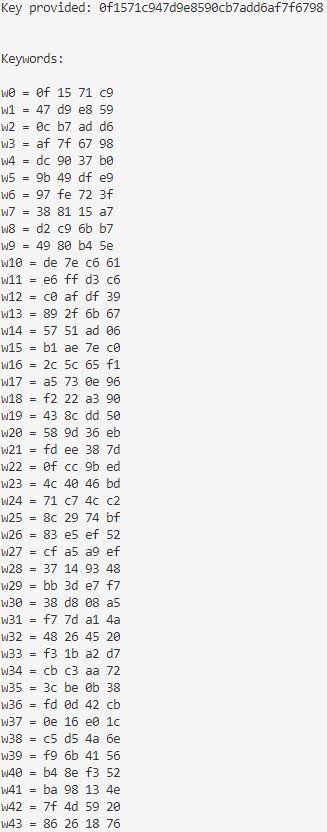 Key provided: 0f1571c947d9e8590cb7add6af7f6798
Keywords:
w0 = 0f 15 71 c9
w1 = 47 d9 e8 59
w2 = 0c b7 ad d6
w3 = af 7f 67 98
w4 = dc 90 37 b0
w5 = 9b 49 df e9
w6 = 97 fe 72 3f
w7 = 38 81 15 a7
w8 = d2 c9 6b b7
w9 = 49 80 b4 5e
w10 = de 7e c6 61
w11 = e6 ff d3 c6
w12 = c0 af df 39
w13 = 89 2f 6b 67
w14 = 57 51 ad 06
w15 = b1 ae 7e c0
w16 = 2c 5c 65 f1
w17 = a5 73 0e 96
w18 = f2 22 a3 90
w19 = 43 8c dd 50
w20 = 58 9d 36 eb
w21 = fd ee 38 7d
w22 = 0f cc 9b ed
w23 = 4c 40 46 bd
w24 = 71 c7 4c c2
w25 = 8c 29 74 bf
w26 = 83 e5 ef 52
w27 = cf a5 a9 ef
w28 = 37 14 93 48
w29 = bb 3d e7 f7
w30 = 38 d8 08 a5
w31 = f7 7d a1 4a
w32 = 48 26 45 20
w33 = f3 1b a2 d7
w34 = cb c3 aa 72
w35 = 3c be 0b 38
w36 = fd 0d 42 cb
w37 = 0e 16 e0 1c
w38 = c5 d5 4a 6e
w39 = f9 6b 41 56
w40 = b4 8e f3 52
w41 = ba 98 13 4e
w42 = 7f 4d 59 20
w43 = 86 26 18 76